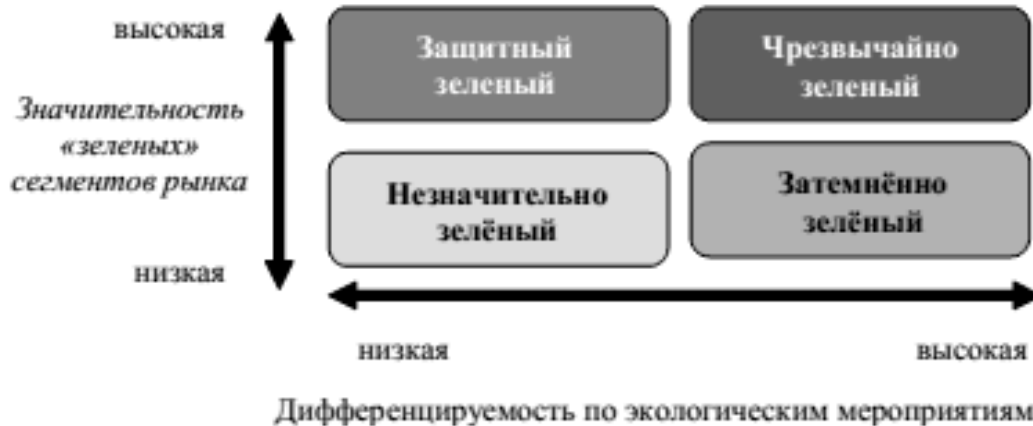 высокая
Значительность
«зеленых»
сегментов рынка
низкая
Защитный
зеленый
Чрезвычайно
зеленый
Незначительно
зелёный
Затемнённо
зелёный
низкая
высокая
Дифференцируемость по экологическим мероприятиям